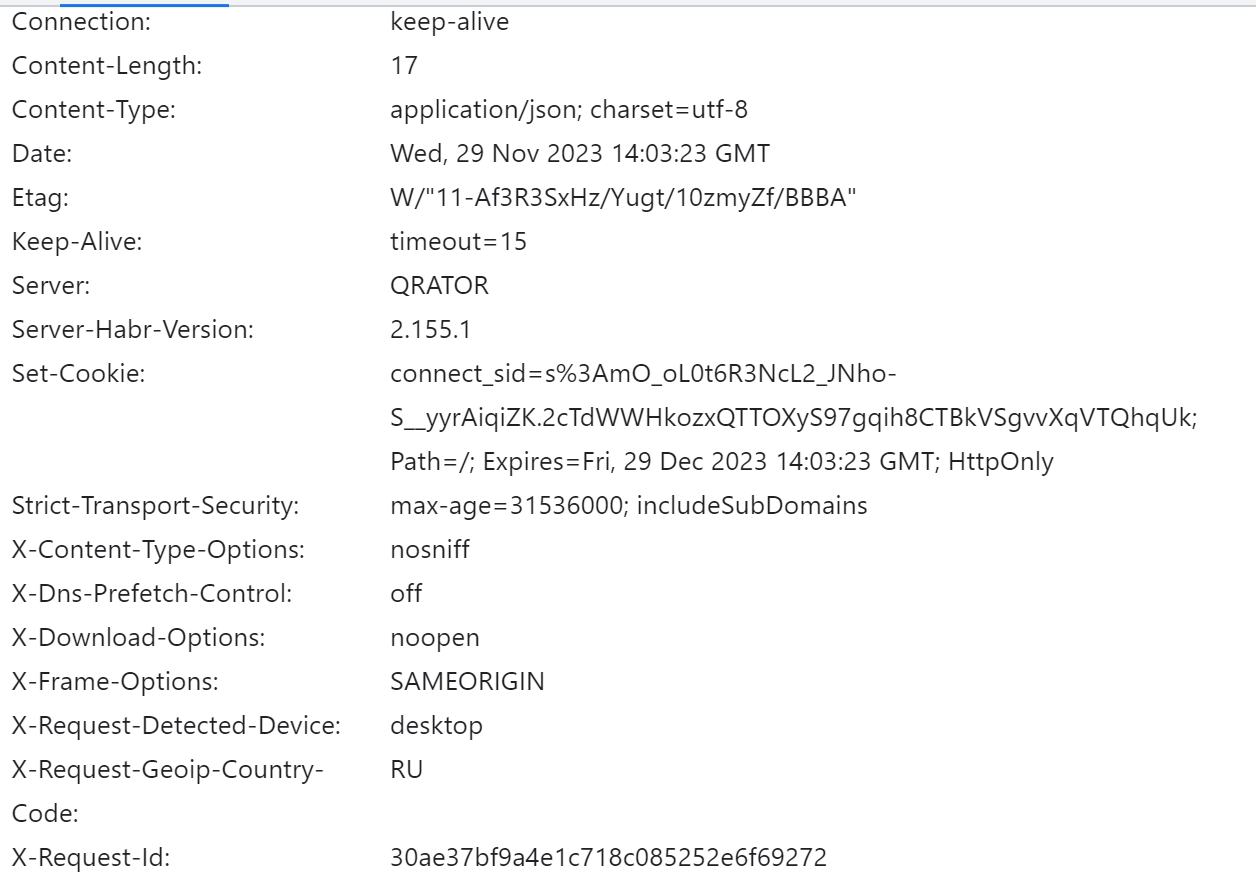 Connection: keep-alive
Content-Length: 17
Content-Type: application/json; charset=utf-8
Date: Wed, 29 Nov 2023 14:03:23 GMT
Etag: W/"11-Af3R3SxHz/Yugt/10zmyZf/BBBA"
Keep-Alive: timeout=15
Server: QRATOR
Server-Habr-Version: 2.155.1
Set-Cookie: connect_sid=s%3AmO_oL0t6R3NcL2_JNho-
S__yyrAiqiZK.2cTdWWHkozxQTTOXyS97gqih8CTBkVSgvvXqVTQhqUk;
Path=/; Expires=Fri, 29 Dec 2023 14:03:23 GMT; HttpOnly
Strict-Transport-Security: max-age=31536000; includeSubDomains
X-Content-Type-Options: nosniff
X-Dns-Prefetch-Control: off
X-Download-Options: noopen
X-Frame-Options: SAMEORIGIN
X-Request-Detected-Device: desktop
X-Request-Geoip-Country- RU
Code:
X-Request-Id: 30ae37bf9a4e1c718c085252e6f69272